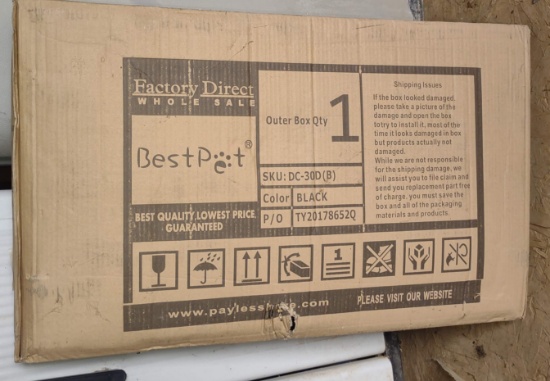 Factory Direct
WHOLE SALE
BestPet®
BEST QUALITY,LOWEST PRICE
GUARANTEED
Outer Box Qty 1
SKU: DC-30D(B)
Color BLACK
P/O TY20178652Q
Shipping Issues
If the box looked damaged,
please take a picture of the
damage and open the box
totry to install it, most of the
time it looks damaged in box
but products actually not
damaged.
While we are not responsible
for the shipping damage, we
will assist you to file claim and
send you replacement part free
of charge, you must save the
box and all of the packaging
materials and products.
1
PLEASE VISIT OUR WEBSITE